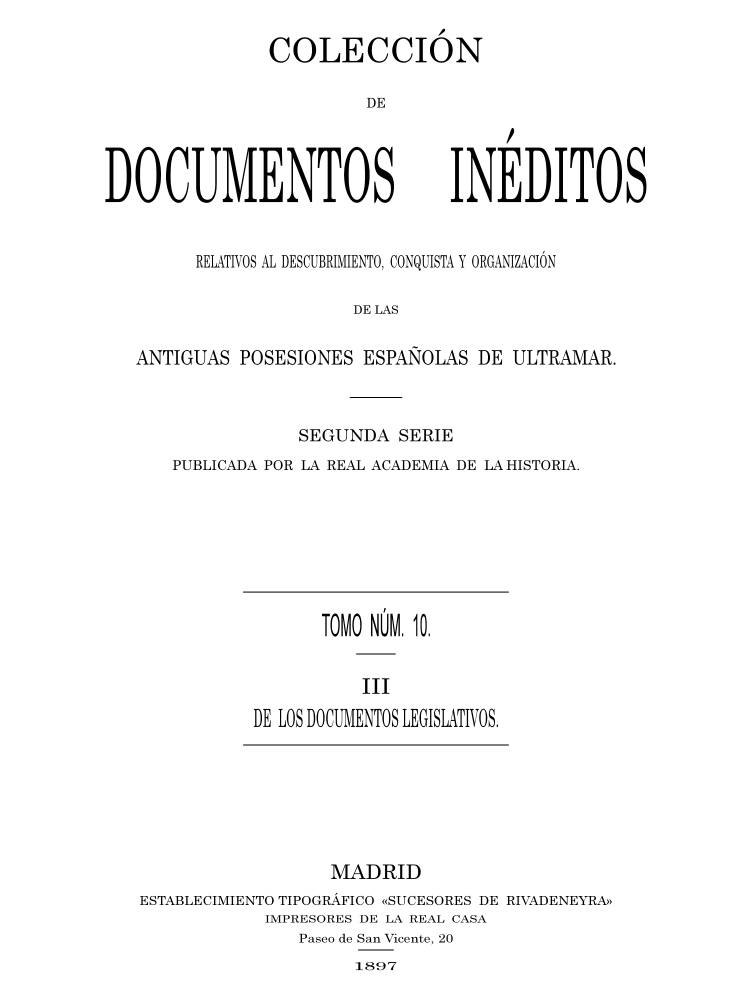 COLECCIÓN
DE
DOCUMENTOS INÉDITOS
RELATIVOS AL DESCUBRIMIENTO, CONQUISTA Y ORGANIZACIÓN
DE LAS
ANTIGUAS POSESIONES ESPAÑOLAS DE ULTRAMAR.
SEGUNDA SERIE
PUBLICADA POR LA REAL ACADEMIA DE LA HISTORIA.
TOMO NÚM. 10.
III
DE LOS DOCUMENTOS LEGISLATIVOS.
MADRID
ESTABLECIMIENTO TIPOGRÁFICO «SUCESORES DE RIVADENEYRA»
IMPRESORES DE LA REAL CASA
Paseo de San Vicente, 20
1897